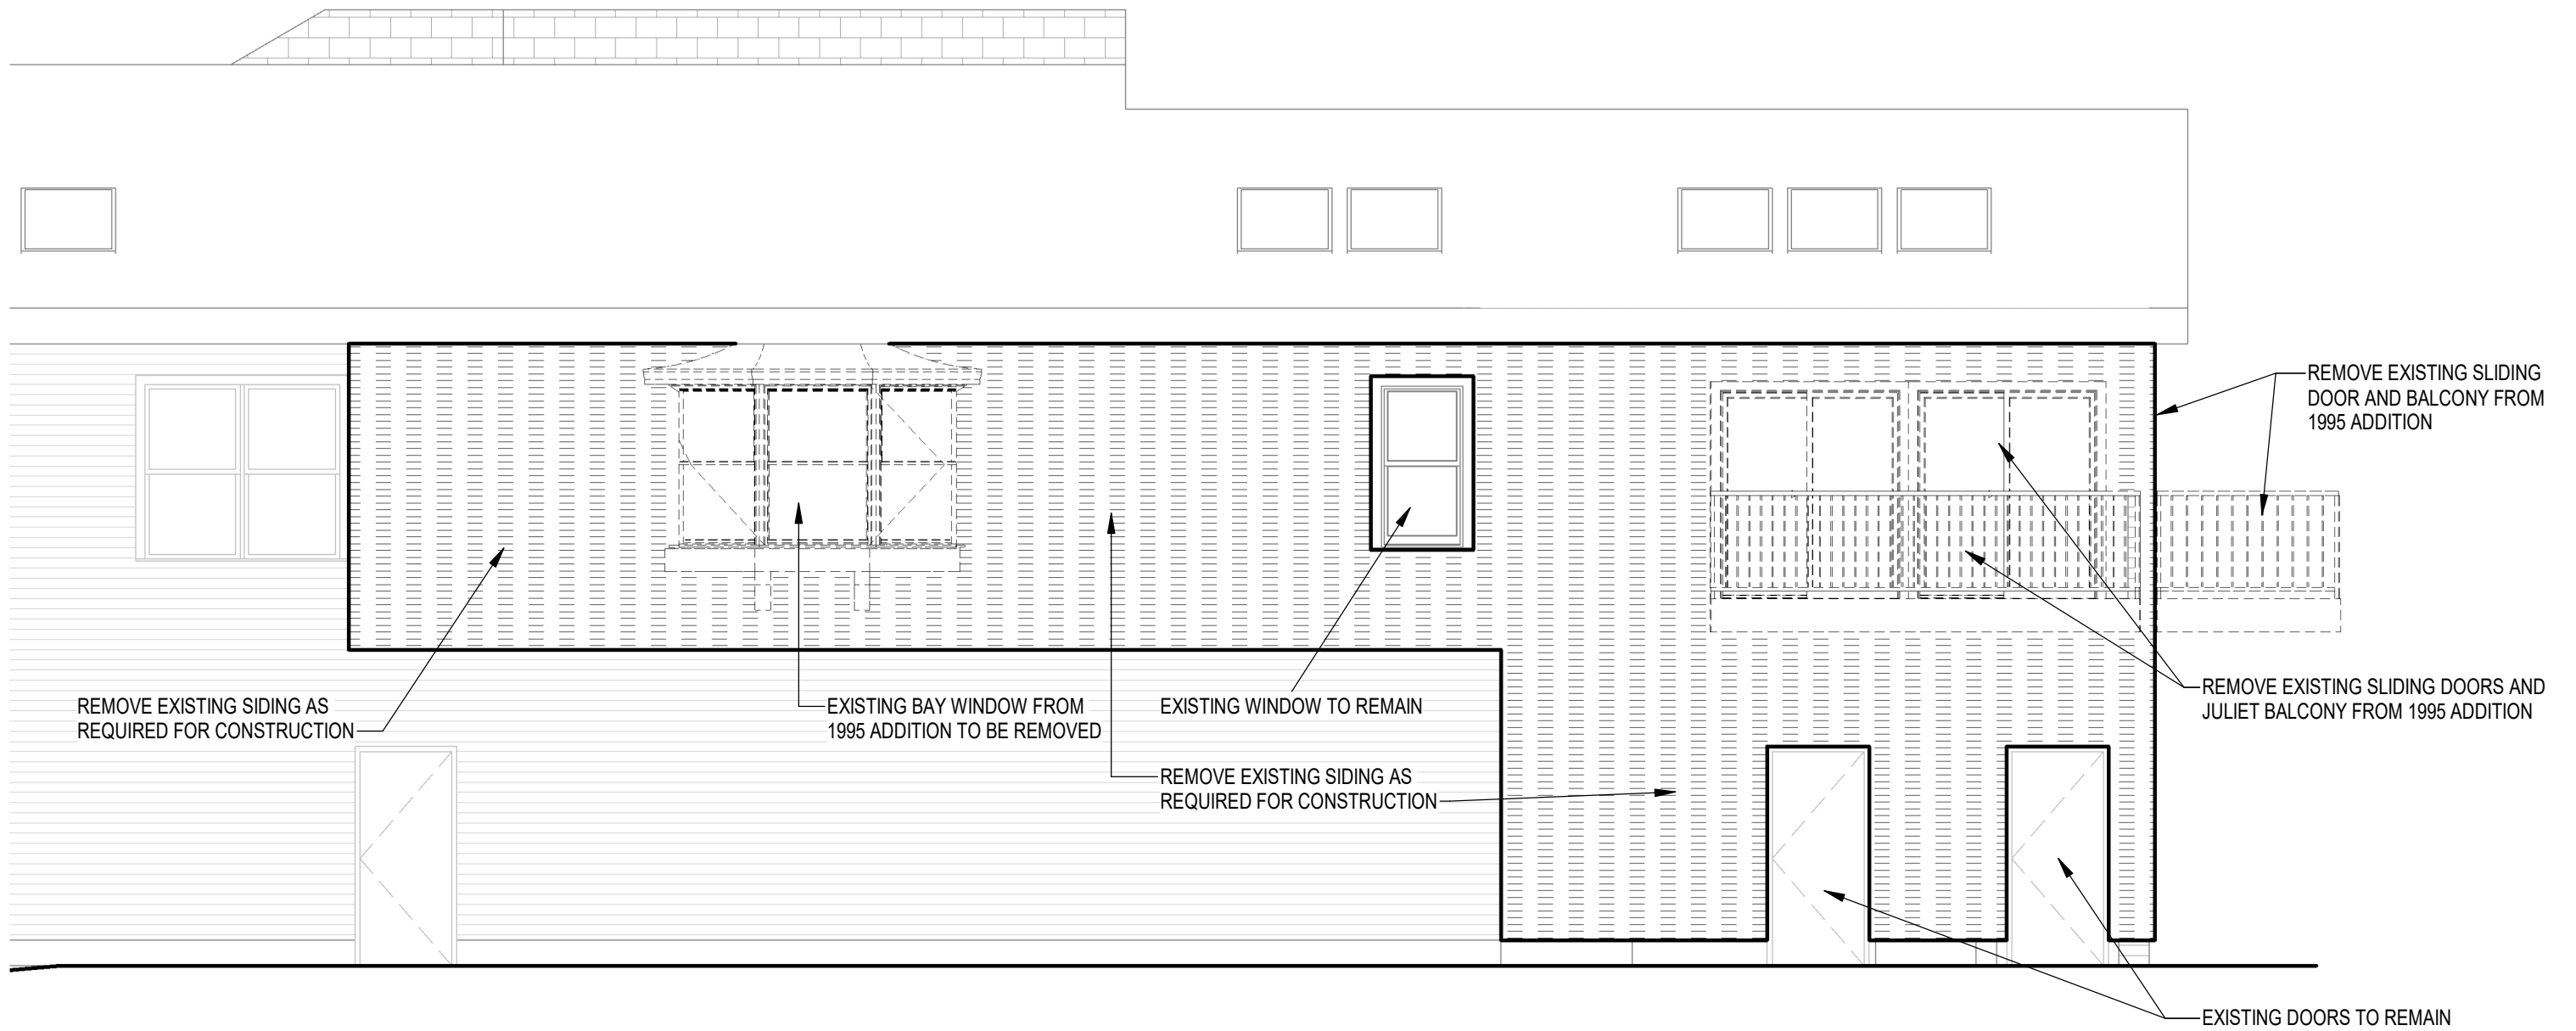 REMOVE EXISTING SLIDING
DOOR AND BALCONY FROM
1995 ADDITION
REMOVE EXISTING SIDING AS
REQUIRED FOR CONSTRUCTION
EXISTING BAY WINDOW FROM
1995 ADDITION TO BE REMOVED
EXISTING WINDOW TO REMAIN
REMOVE EXISTING SLIDING DOORS AND
JULIET BALCONY FROM 1995 ADDITION
REMOVE EXISTING SIDING AS
REQUIRED FOR CONSTRUCTION
EXISTING DOORS TO REMAIN